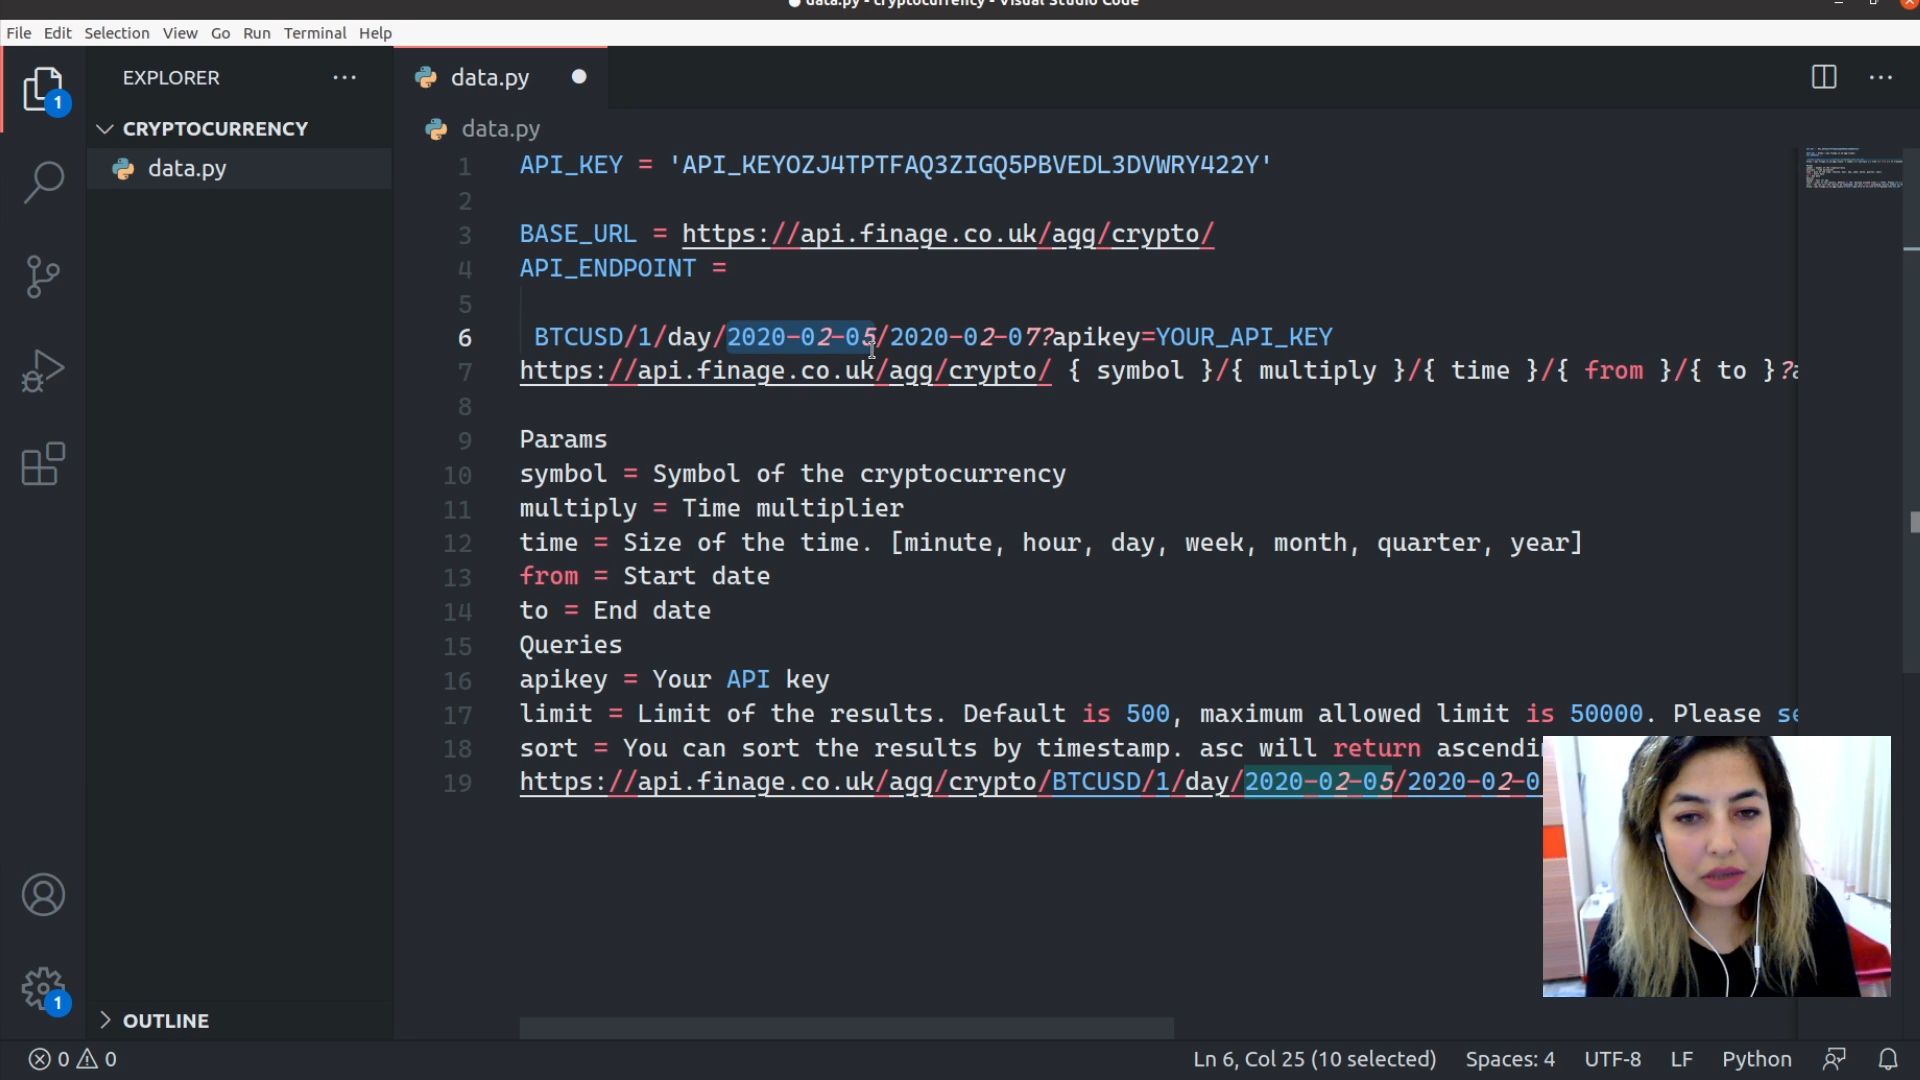 data.py - cryptocurrency - Visual Studio Code
File Edit Selection View Go Run Terminal Help
EXPLORER
data.py
CRYPTOCURRENCY
data.py
data.py
1 API_KEY = 'API_KEYOZJ4TPTFAQ3ZIGQ5PBVEDL3DVWRY422Y'
2
3 BASE_URL = https://api.finage.co.uk/agg/crypto/
4 API_ENDPOINT =
5
6 BTCUSD/1/day/2020-02-05/2020-02-07?apikey=YOUR_API_KEY
7 https://api.finage.co.uk/agg/crypto/ { symbol }/{ multiply }/{ time }/{ from }/{ to }?
8
9 Params
10 symbol = Symbol of the cryptocurrency
11 multiply = Time multiplier
12 time = Size of the time. [minute, hour, day, week, month, quarter, year]
13 from = Start date
14 to = End date
15 Queries
16 apikey = Your API key
17 limit = Limit of the results. Default is 500, maximum allowed limit is 50000. Please
18 sort = You can sort the results by timestamp. asc will return
19 https://api.finage.co.uk/agg/crypto/BTCUSD/1/day/2020-02-05/2020-02-0
1
1
OUTLINE
0 0
Ln 6, Col 25 (10 selected) Spaces: 4 UTF-8 LF Python